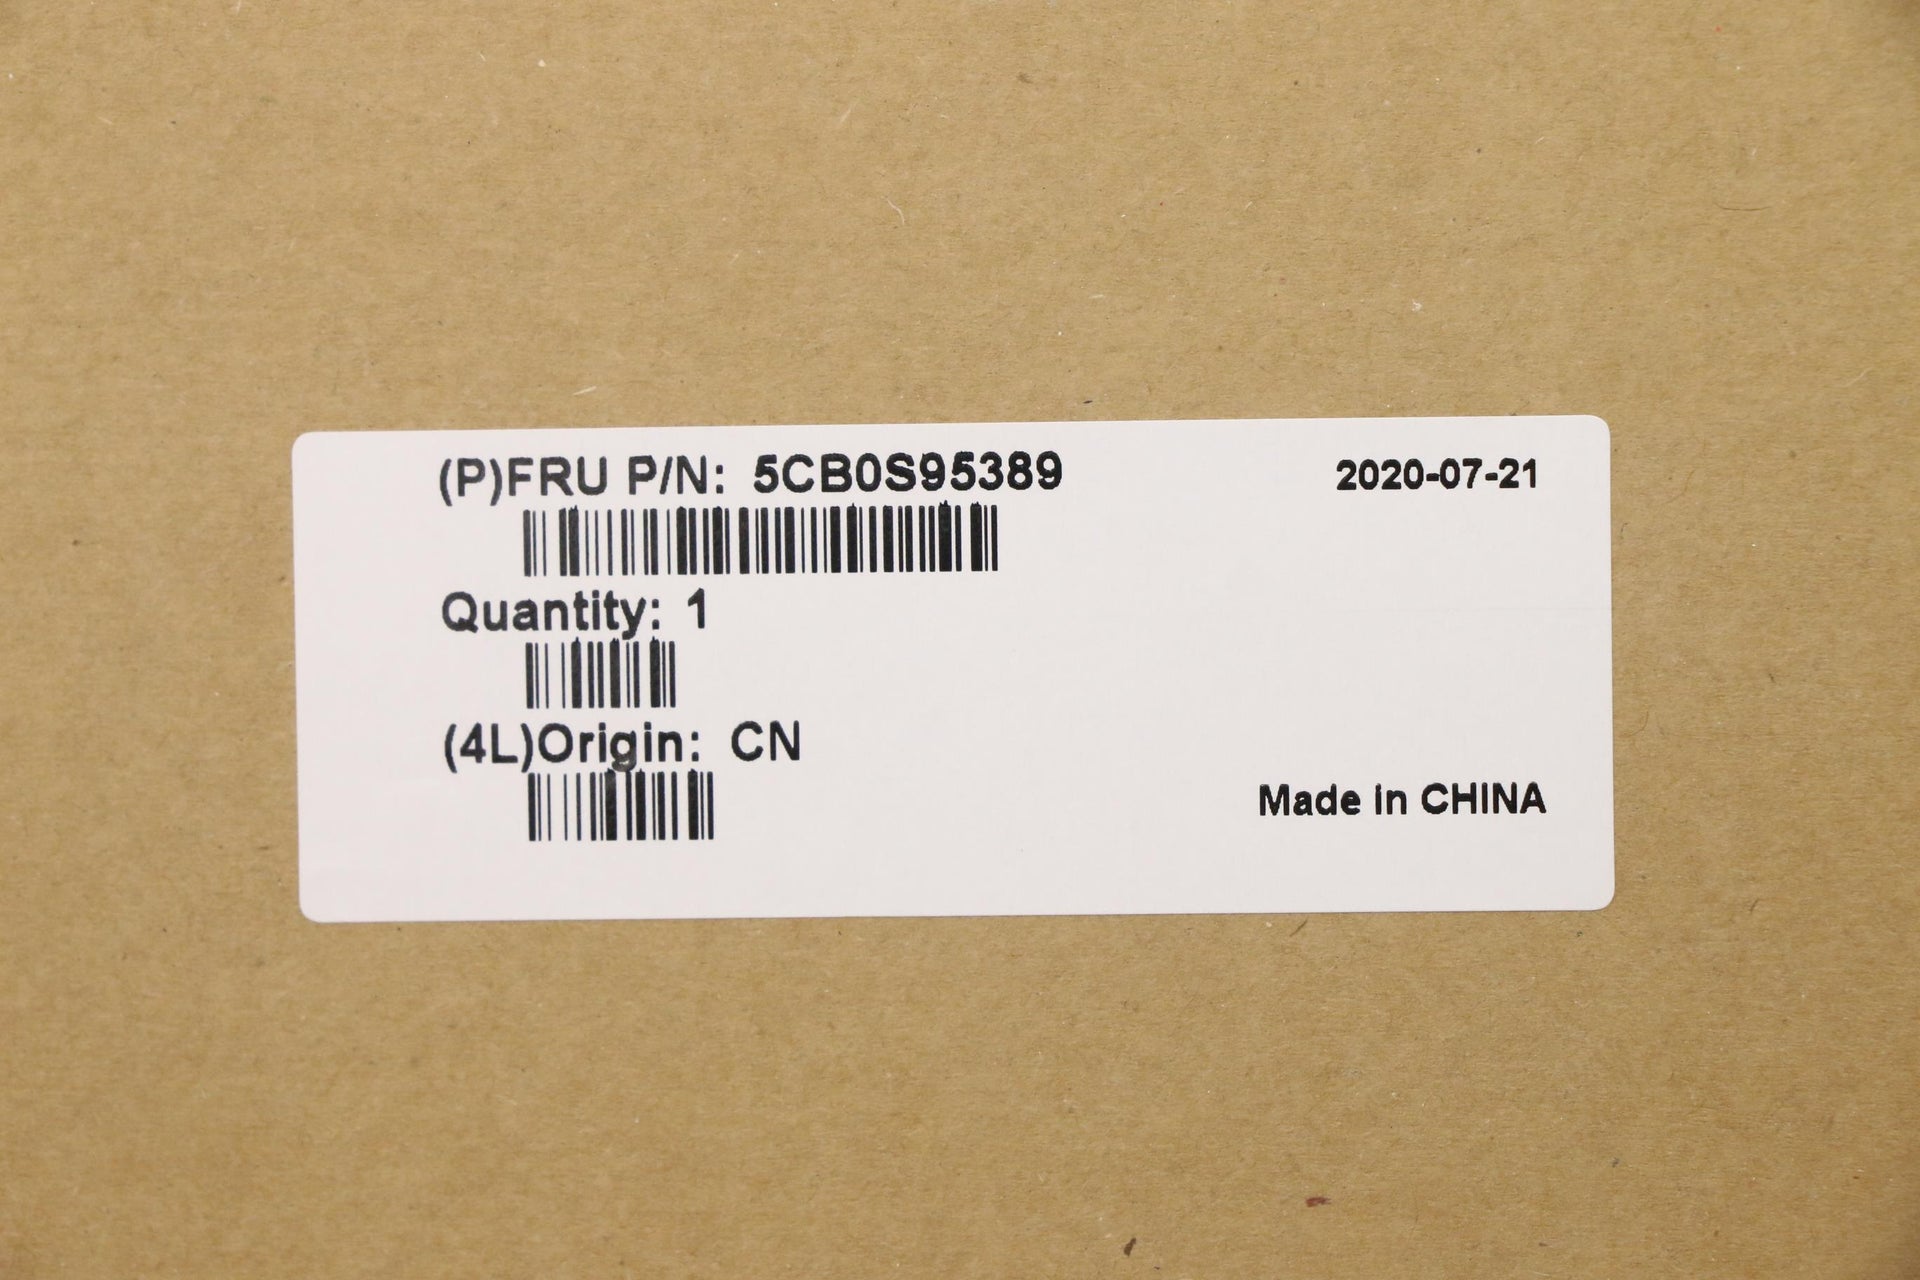 (P)FRU P/N: 5CB0S95389
2020-07-21
Quantity: 1
(4L)Origin: CN
Made in CHINA